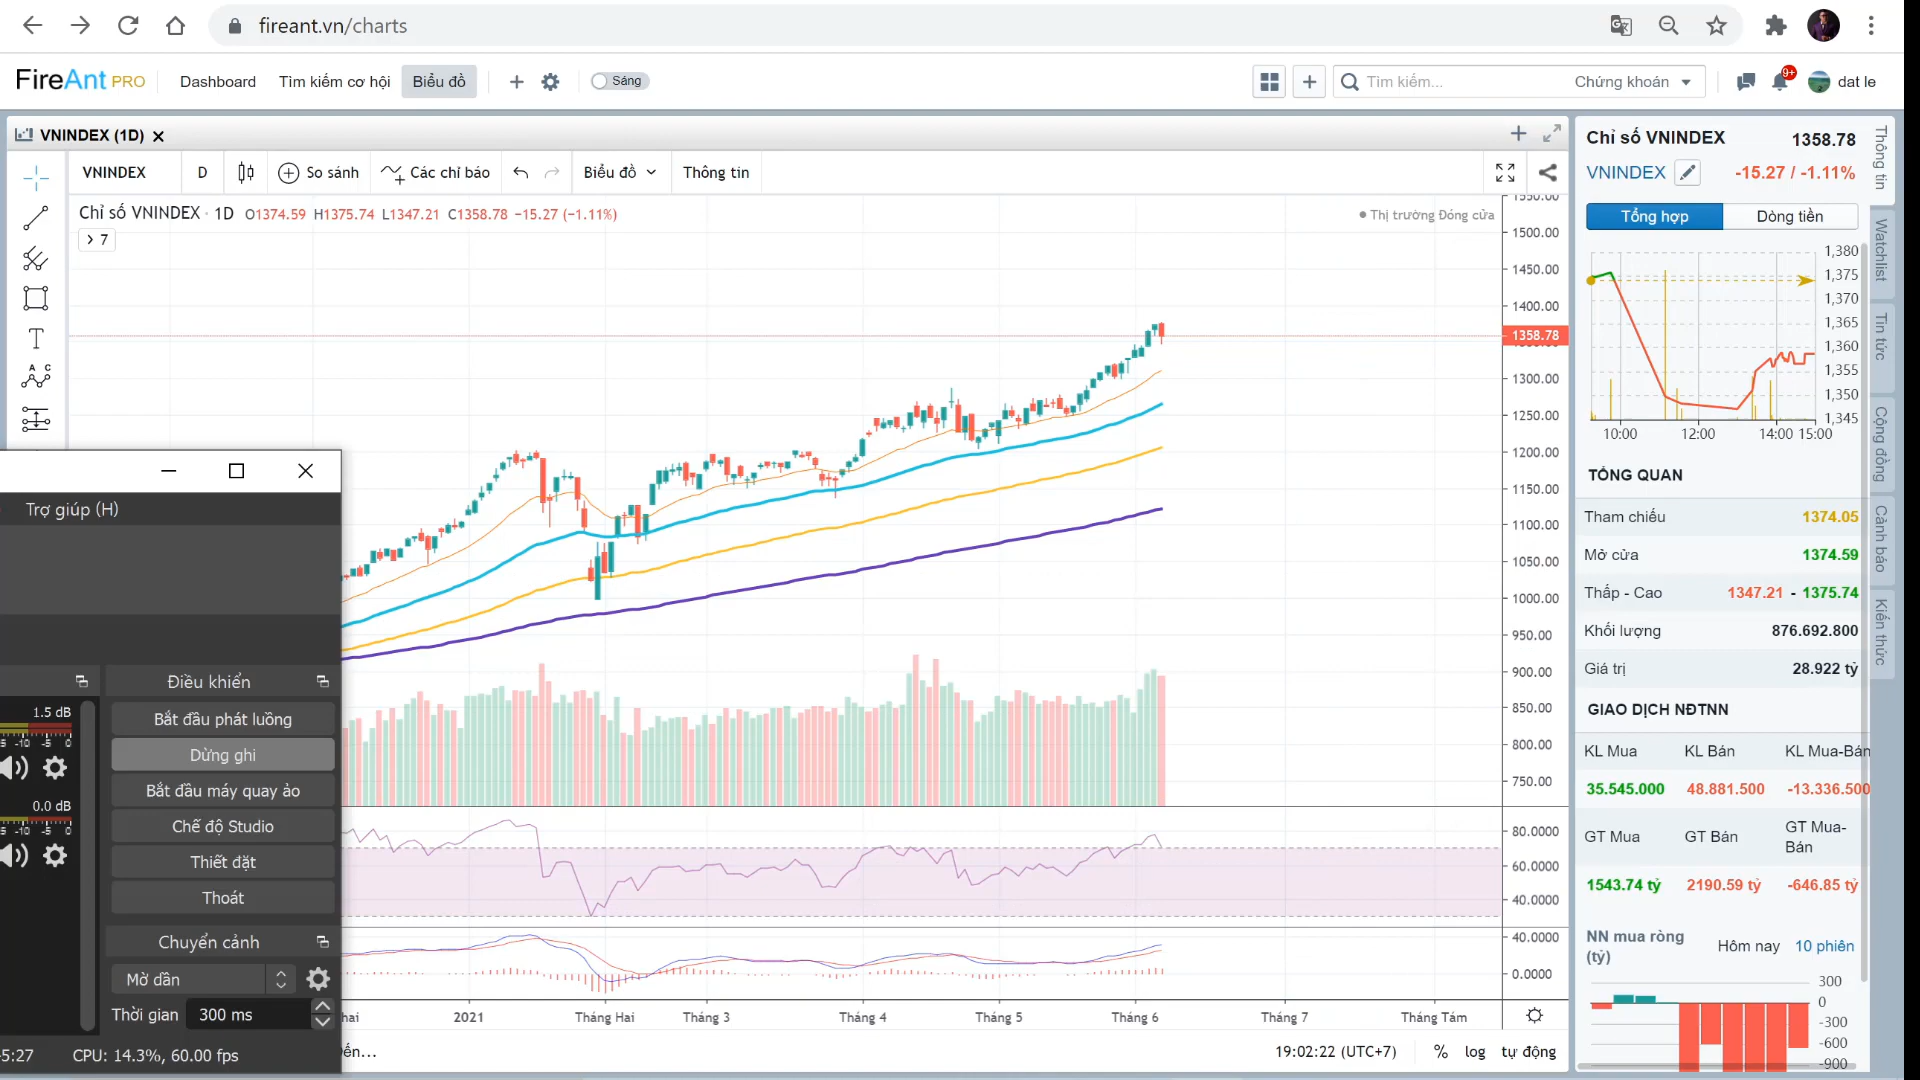 fireant.vn/charts
FireAnt PRO
Dashboard
Tìm kiếm cơ hội
Biểu đồ
Sáng
Tìm kiếm...
Chứng khoán
9+
dat le
VNINDEX (1D)
VNINDEX
D
So sánh
Các chỉ báo
Biểu đồ
Thông tin
Chỉ số VNINDEX · 1D O1374.59 H1375.74 L1347.21 C1358.78 −15.27 (−1.11%)
Thị trường Đóng cửa
7
1550.00
1500.00
1450.00
1400.00
1358.78
1300.00
1250.00
1200.00
1150.00
1100.00
1050.00
1000.00
950.00
900.00
850.00
800.00
750.00
80.0000
60.0000
40.0000
40.0000
0.0000
hai
2021
Tháng Hai
Tháng 3
Tháng 4
Tháng 5
Tháng 6
Tháng 7
Tháng Tám
Đến...
19:02:22 (UTC+7)
%
log
tự động
Trợ giúp (H)
Điều khiển
1.5 dB
-10 -5 0
Bắt đầu phát luồng
Dừng ghi
Bắt đầu máy quay ảo
0.0 dB
-10 -5 0
Chế độ Studio
Thiết đặt
Thoát
Chuyển cảnh
Mờ dần
Thời gian
300 ms
5:27
CPU: 14.3%, 60.00 fps
Chỉ số VNINDEX
1358.78
VNINDEX
-15.27 / -1.11%
Tổng hợp
Dòng tiền
1,380
1,375
1,370
1,365
1,360
1,355
1,350
1,345
10:00
12:00
14:00
15:00
TỔNG QUAN
Tham chiếu 1374.05
Mở cửa 1374.59
Thấp - Cao 1347.21 - 1375.74
Khối lượng 876.692.800
Giá trị 28.922 tỷ
GIAO DỊCH NĐTNN
KL Mua KL Bán KL Mua-Bán
35.545.000 48.881.500 -13.336.500
GT Mua GT Bán GT Mua-Bán
1543.74 tỷ 2190.59 tỷ -646.85 tỷ
NN mua ròng (tỷ)
Hôm nay
10 phiên
300
0
-300
-600
-900
Thông tin
Watchlist
Tin tức
Cộng đồng
Cảnh báo
Kiến thức